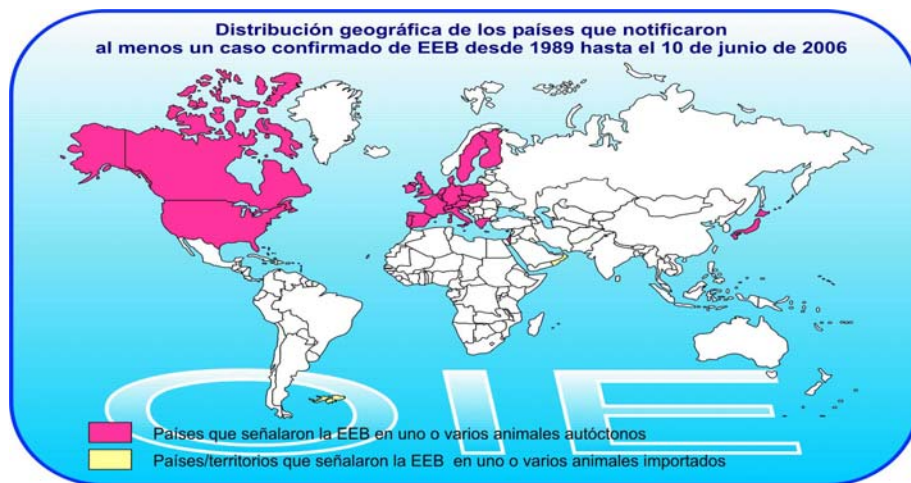 Distribución geográfica de los países que notificaron
al menos un caso confirmado de EEB desde 1989 hasta el 10 de junio de 2006
OIE
Países que señalaron la EEB en uno o varios animales autóctonos
Países/territorios que señalaron la EEB en uno o varios animales importados